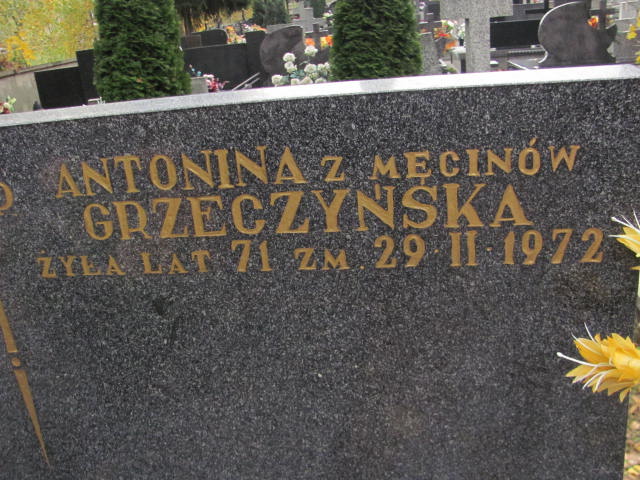 ANTONINA Z MĘCINÓW
GRZECZYŃSKA
ŻYŁA LAT 71 ZM. 29·II·1972